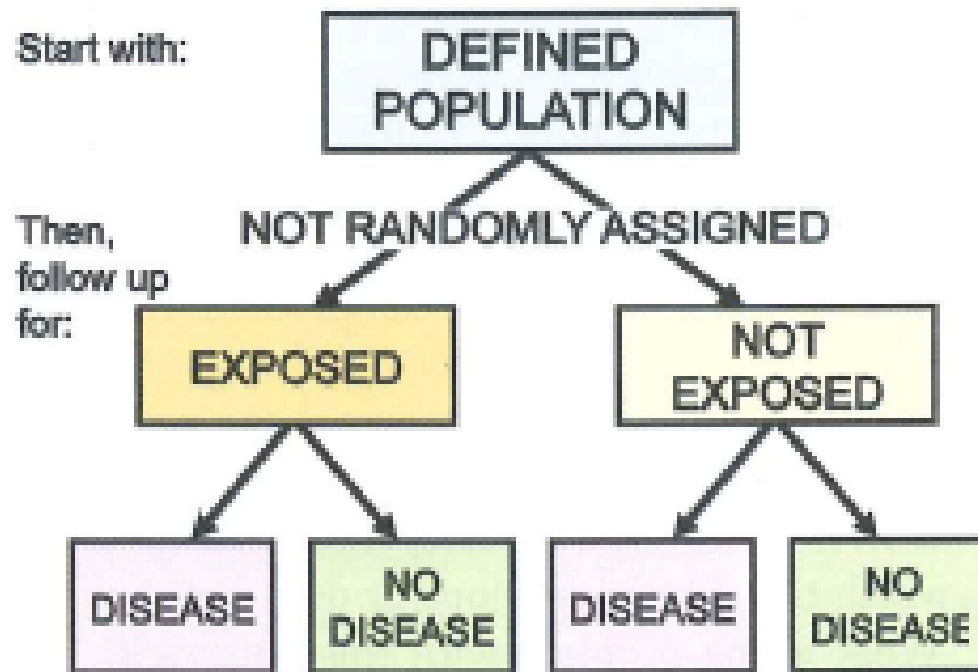 Start with:
DEFINED
POPULATION
Then,
follow up
for:
NOT RANDOMLY ASSIGNED
EXPOSED
NOT
EXPOSED
DISEASE
NO
DISEASE
DISEASE
NO
DISEASE